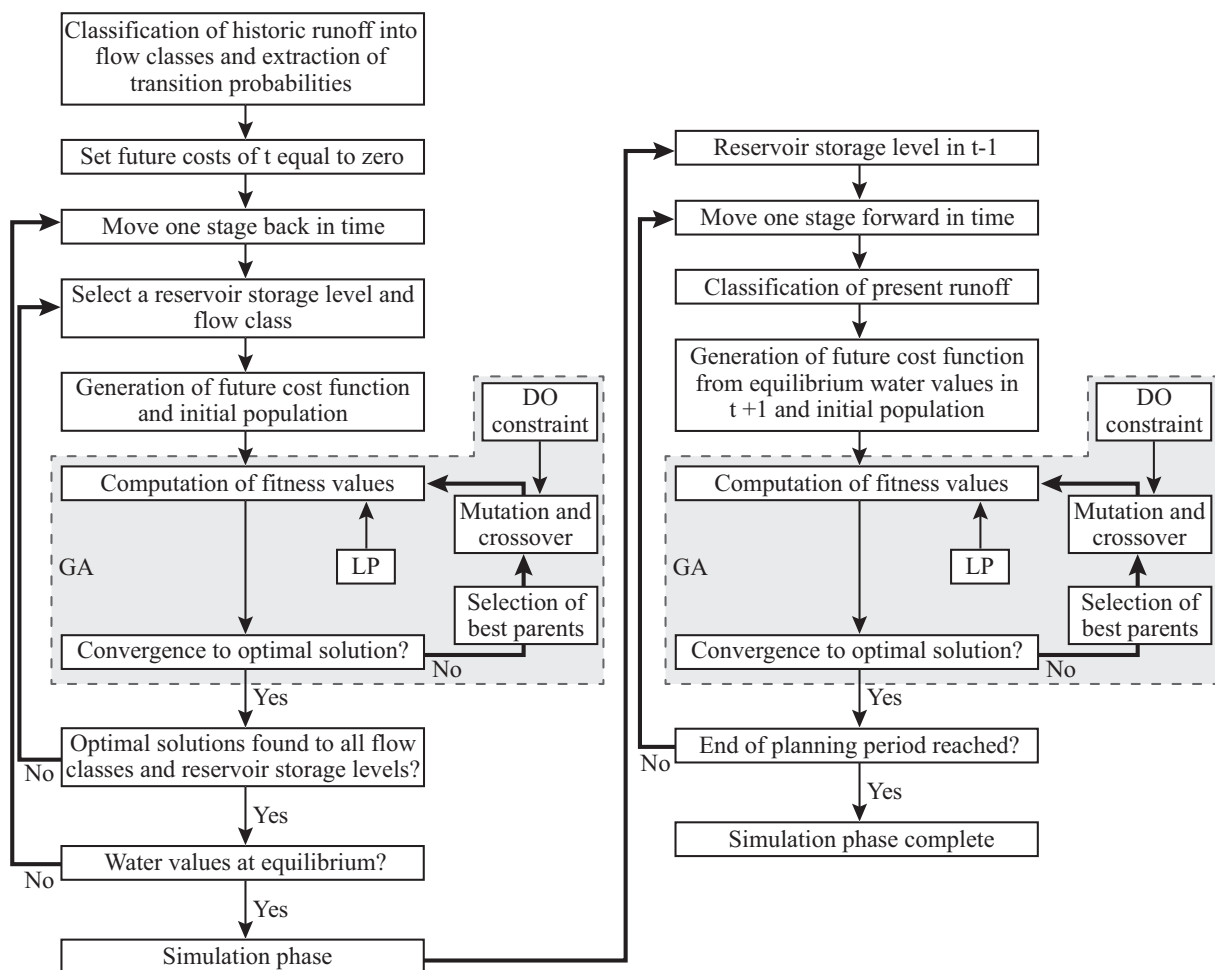 Classification of historic runoff into
flow classes and extraction of
transition probabilities
Set future costs of t equal to zero
Move one stage back in time
Select a reservoir storage level and
flow class
Generation of future cost function
and initial population
DO
constraint
Computation of fitness values
Mutation and
crossover
LP
GA
Selection of
best parents
Convergence to optimal solution?
No
Yes
Optimal solutions found to all flow
classes and reservoir storage levels?
No
Yes
Water values at equilibrium?
No
Yes
Simulation phase
Reservoir storage level in t-1
Move one stage forward in time
Classification of present runoff
Generation of future cost function
from equilibrium water values in
t +1 and initial population
DO
constraint
Computation of fitness values
Mutation and
crossover
LP
GA
Selection of
best parents
Convergence to optimal solution?
No
Yes
End of planning period reached?
No
Yes
Simulation phase complete